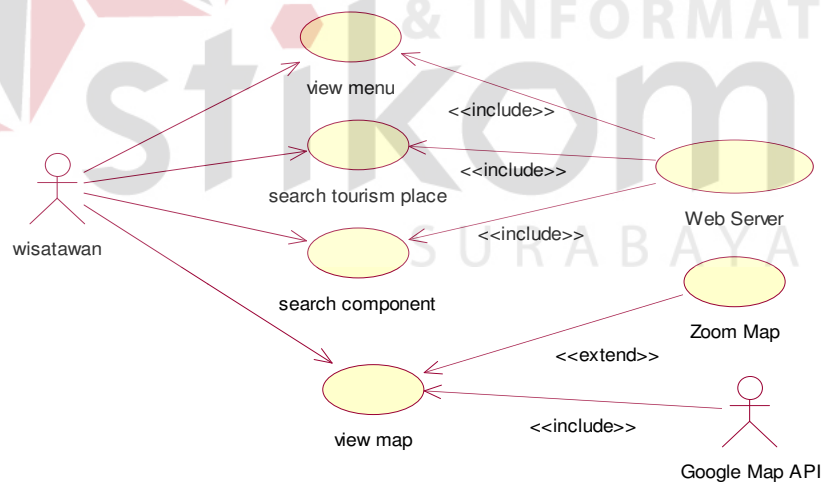 & INFORMAT
stikom
SURABAYA
view menu
<<include>>
search tourism place
<<include>>
wisatawan
Web Server
<<include>>
search component
Zoom Map
<<extend>>
view map
<<include>>
Google Map API